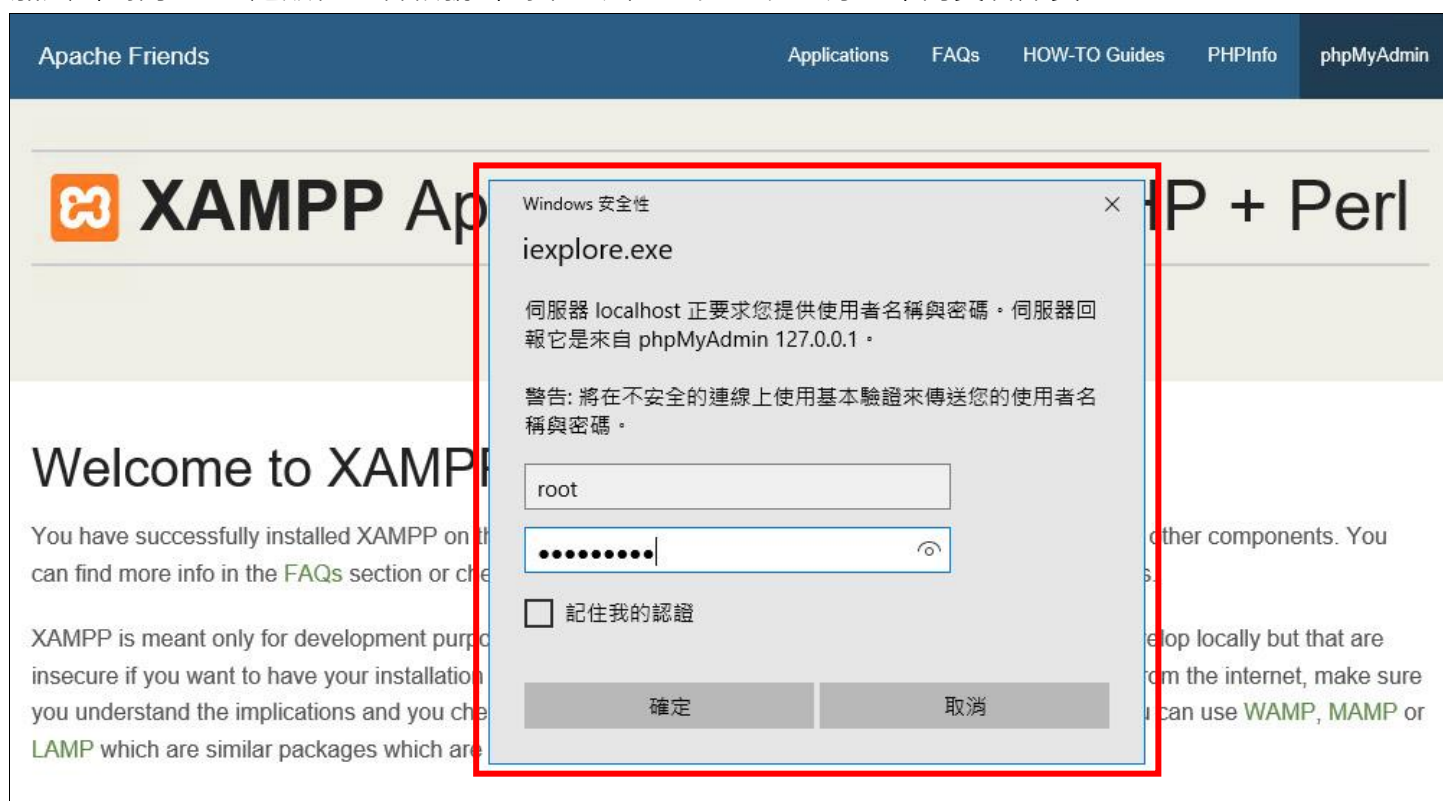 Apache Friends Applications FAQs HOW-TO Guides PHPInfo phpMyAdmin
XAMPP Ap
P + Perl
Windows 安全性
iexplore.exe
伺服器 localhost 正要求您提供使用者名稱與密碼。伺服器回
報它是來自 phpMyAdmin 127.0.0.1。
警告: 將在不安全的連線上使用基本驗證來傳送您的使用者名
稱與密碼。
root
•••••••••
記住我的認證
確定 取消
Welcome to XAMP
You have successfully installed XAMPP on other components. You
can find more info in the FAQs section or
XAMPP is meant only for development locally but that are
insecure if you want to have your installation the internet, make sure
you understand the implications and you can use WAMP, MAMP or
LAMP which are similar packages which are